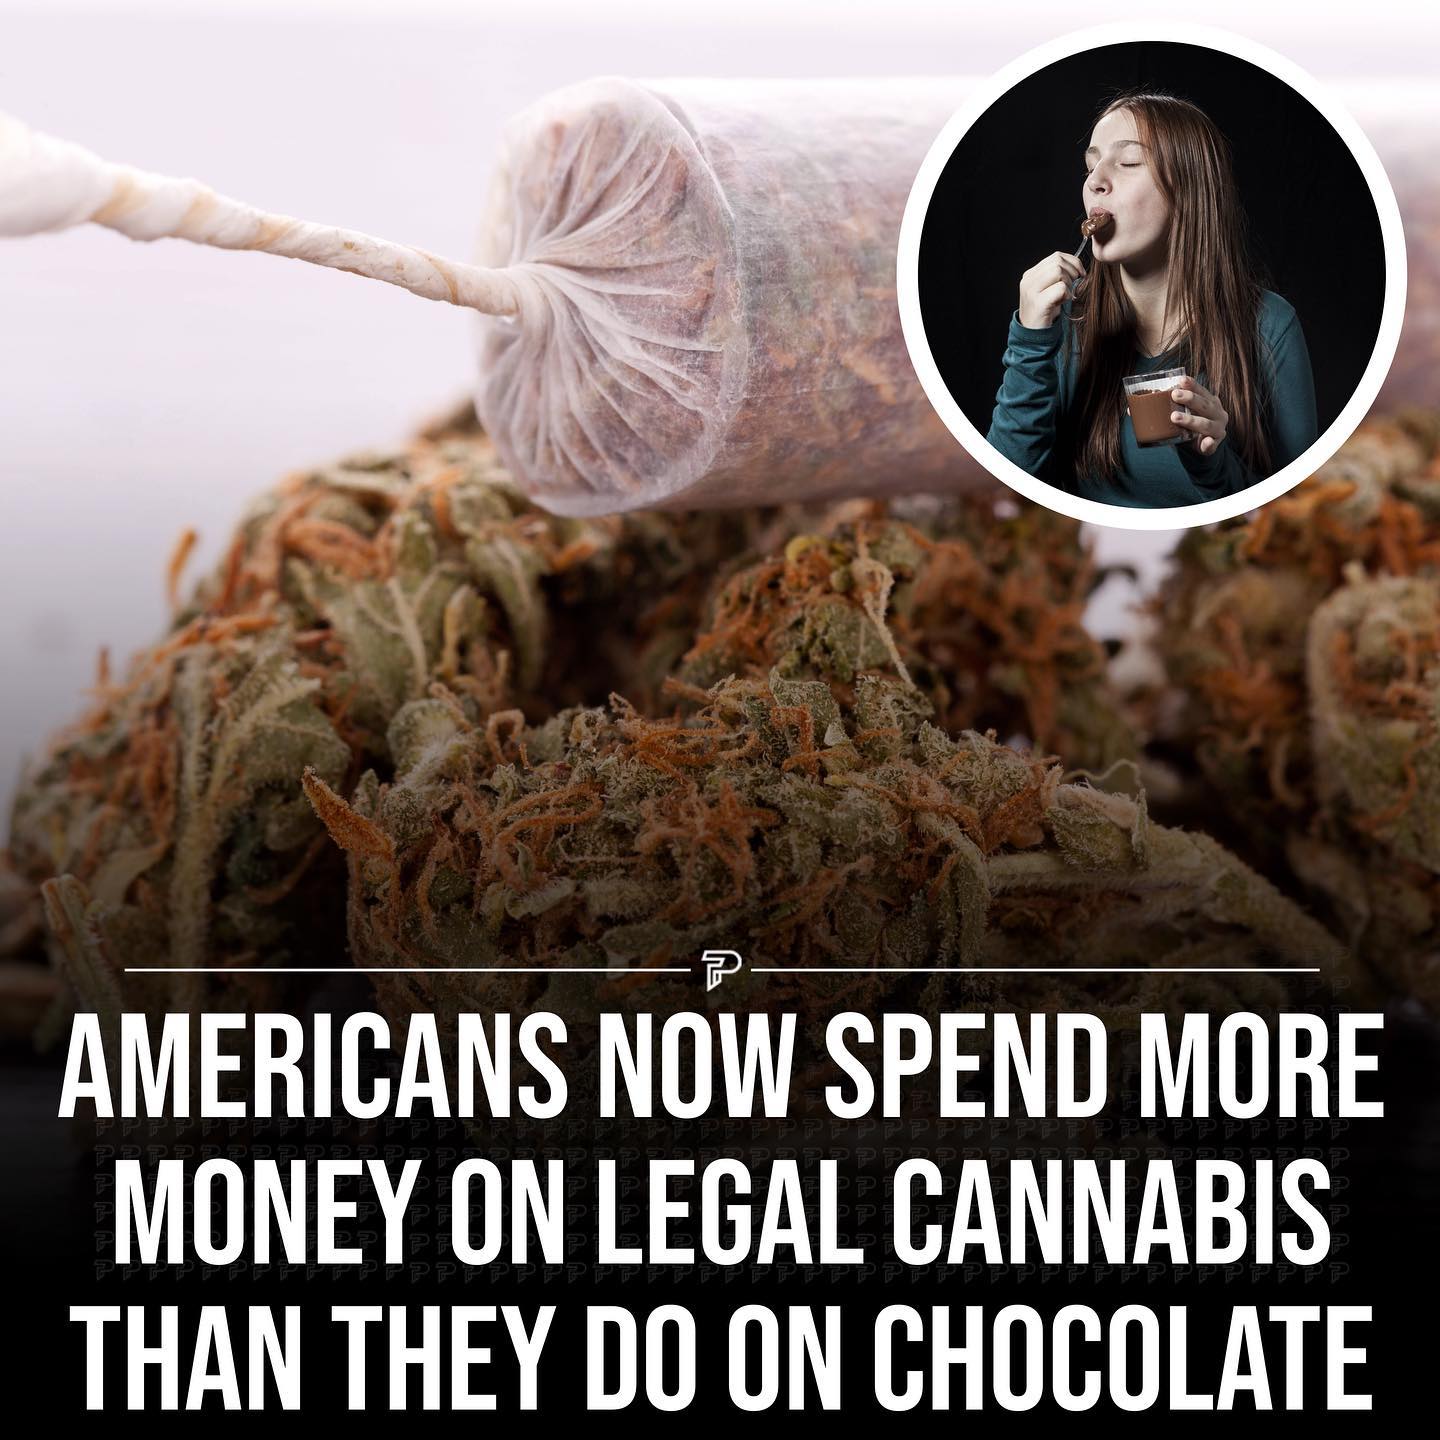 AMERICANS NOW SPEND MORE
MONEY ON LEGAL CANNABIS
THAN THEY DO ON CHOCOLATE